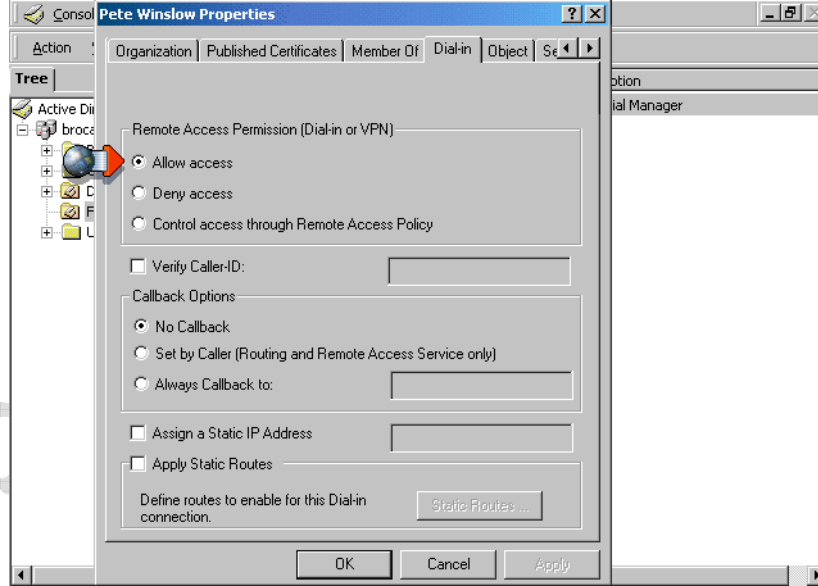 Consol
Pete Winslow Properties
Action
Organization
Published Certificates
Member Of
Dial-in
Object
Se
Tree
ption
Active Di
ial Manager
broca
Remote Access Permission (Dial-in or VPN)
Allow access
Deny access
D
Control access through Remote Access Policy
F
U
Verify Caller-ID:
Callback Options
No Callback
Set by Caller (Routing and Remote Access Service only)
Always Callback to:
Assign a Static IP Address
Apply Static Routes
Define routes to enable for this Dial-in
connection.
Static Routes ...
OK
Cancel
Apply